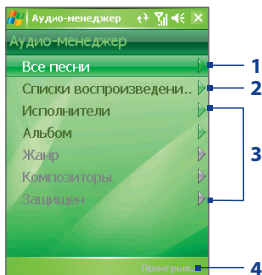 Аудио-менеджер
Аудио-менеджер
Все песни 1
Списки воспроизведени.. 2
Исполнители
Альбом
Жанр 3
Композиторы
Защищен
Проигрыв. 4